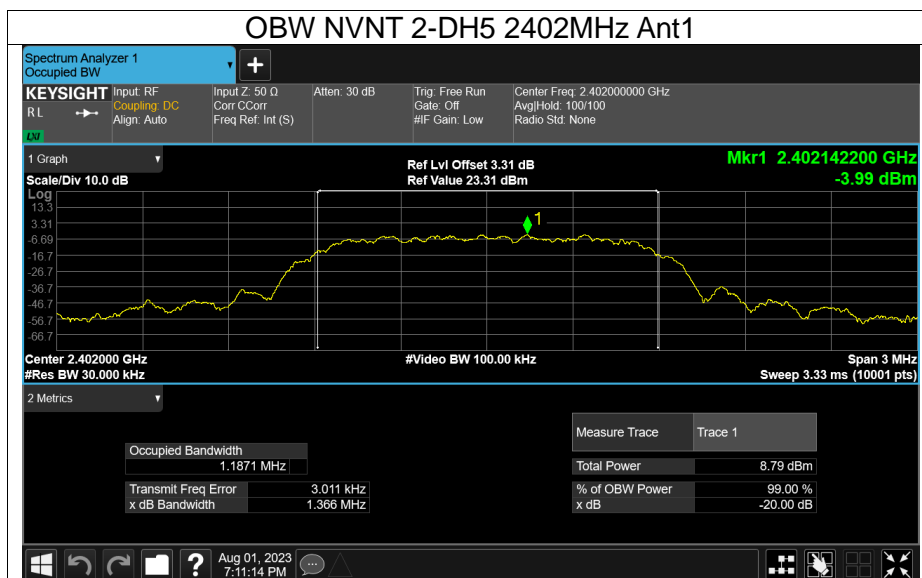 OBW NVNT 2-DH5 2402MHz Ant1
Spectrum Analyzer 1
Occupied BW
+
KEYSIGHT Input: RF Input Z: 50 Ω Atten: 30 dB Trig: Free Run Center Freq: 2.402000000 GHz
R L Coupling: DC Corr CCorr Gate: Off Avg|Hold: 100/100
Align: Auto Freq Ref: Int (S) #IF Gain: Low Radio Std: None
LXI
1 Graph Ref Lvl Offset 3.31 dB Mkr1 2.402142200 GHz
Scale/Div 10.0 dB Ref Value 23.31 dBm -3.99 dBm
Log
13.3
3.31
-6.69
-16.7
-26.7
-36.7
-46.7
-56.7
-66.7
1
Center 2.402000 GHz #Video BW 100.00 kHz Span 3 MHz
#Res BW 30.000 kHz Sweep 3.33 ms (10001 pts)
2 Metrics
Measure Trace Trace 1
Occupied Bandwidth
1.1871 MHz Total Power 8.79 dBm
Transmit Freq Error 3.011 kHz % of OBW Power 99.00 %
x dB Bandwidth 1.366 MHz x dB -20.00 dB
? Aug 01, 2023
7:11:14 PM